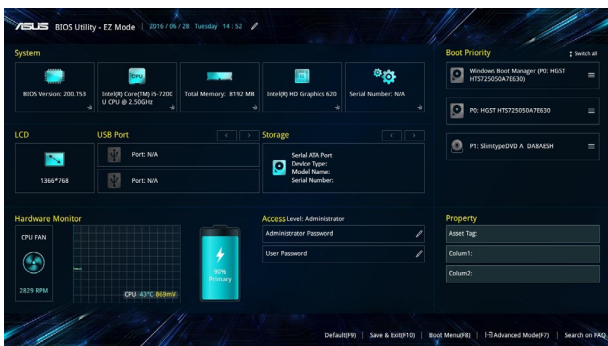 ASUS BIOS Utility - EZ Mode 2016 / 06 / 28 Tuesday 14 : 52
System
BIOS Version: 200.153
CPU
Intel(R) Core(TM) i5-7200
U CPU @ 2.50GHz
Total Memory: 8192 MB
Intel(R) HD Graphics 620
Serial Number: N/A
LCD
1366*768
USB Port
Port: N/A
Port: N/A
Storage
Serial ATA Port
Device Type:
Model Name:
Serial Number:
Hardware Monitor
CPU FAN
2829 RPM
CPU 43°C 869mV
90%
Primary
Access Level: Administrator
Administrator Password
User Password
Boot Priority
Switch all
Windows Boot Manager (P0: HGST
HTS725050A7E630)
P0: HGST HTS725050A7E630
P1: SlimtypeDVD A DA8AESH
Property
Asset Tag:
Colum1:
Colum2:
Default(F9) | Save & Exit(F10) | Boot Menu(F8) | Advanced Mode(F7) | Search on FAQ